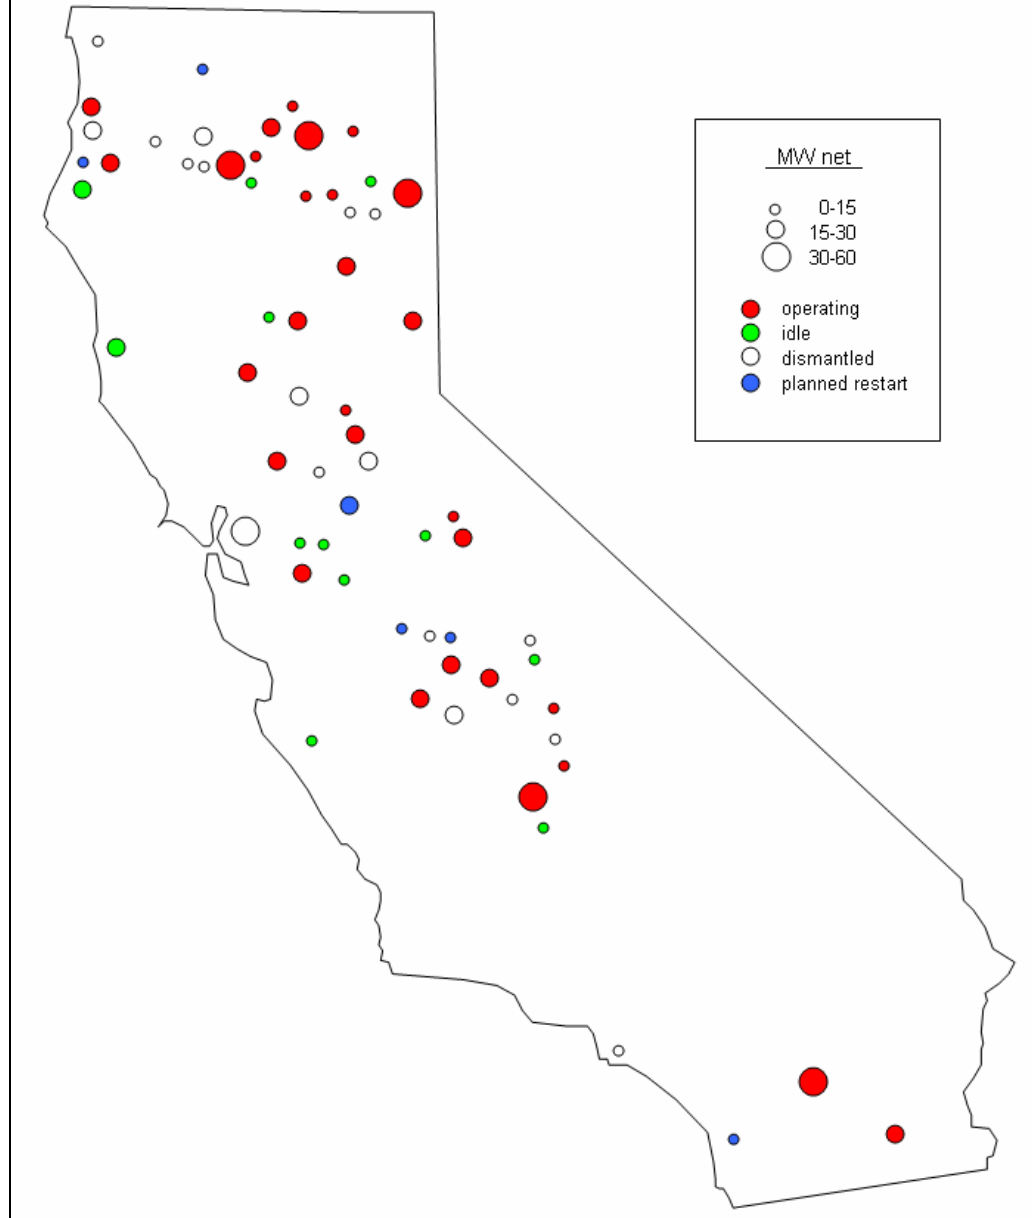 MW net
0-15
15-30
30-60
operating
idle
dismantled
planned restart